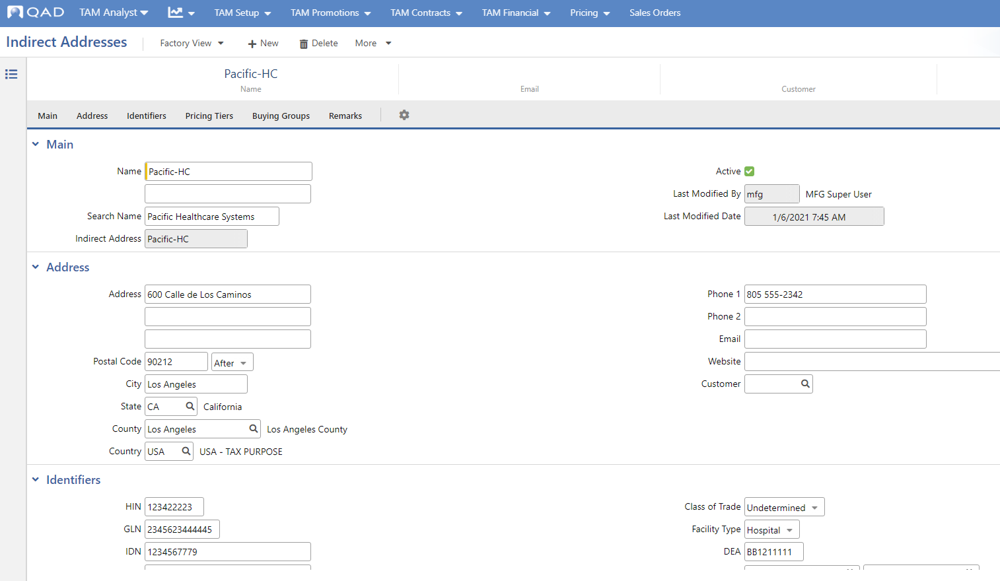 QAD TAM Analyst TAM Setup TAM Promotions TAM Contracts TAM Financial Pricing Sales Orders
Indirect Addresses Factory View New Delete More
Pacific-HC
Name Email Customer
Main Address Identifiers Pricing Tiers Buying Groups Remarks
Main
Name Pacific-HC Active
Last Modified By mfg MFG Super User
Search Name Pacific Healthcare Systems Last Modified Date 1/6/2021 7:45 AM
Indirect Address Pacific-HC
Address
Address 600 Calle de Los Caminos Phone 1 805 555-2342
Phone 2
Email
Postal Code 90212 After Website
City Los Angeles Customer
State CA California
County Los Angeles Los Angeles County
Country USA USA - TAX PURPOSE
Identifiers
HIN 123422223 Class of Trade Undetermined
GLN 2345623444445 Facility Type Hospital
IDN 1234567779 DEA BB1211111